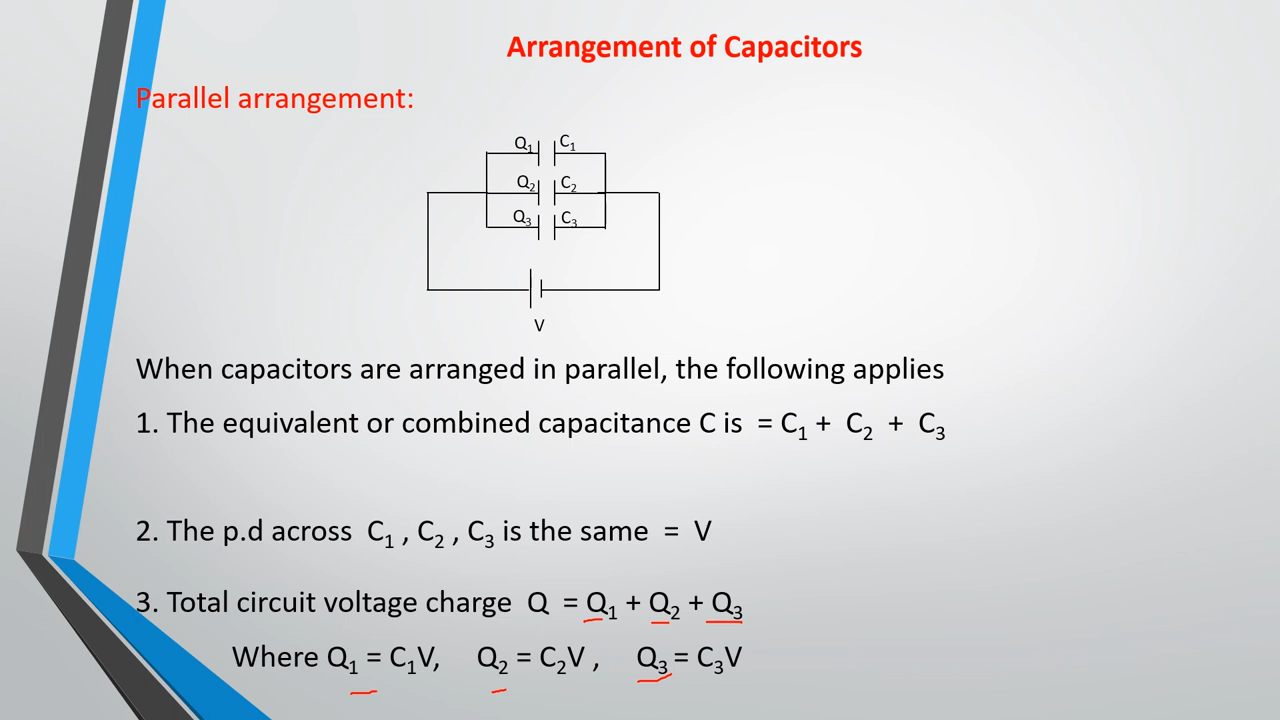 Arrangement of Capacitors
Parallel arrangement:
Q₁ C₁
Q₂ C₂
Q₃ C₃
V
When capacitors are arranged in parallel, the following applies
1. The equivalent or combined capacitance C is = C₁ + C₂ + C₃
2. The p.d across C₁ , C₂ , C₃ is the same = V
3. Total circuit voltage charge Q = Q₁ + Q₂ + Q₃
Where Q₁ = C₁V, Q₂ = C₂V , Q₃ = C₃V